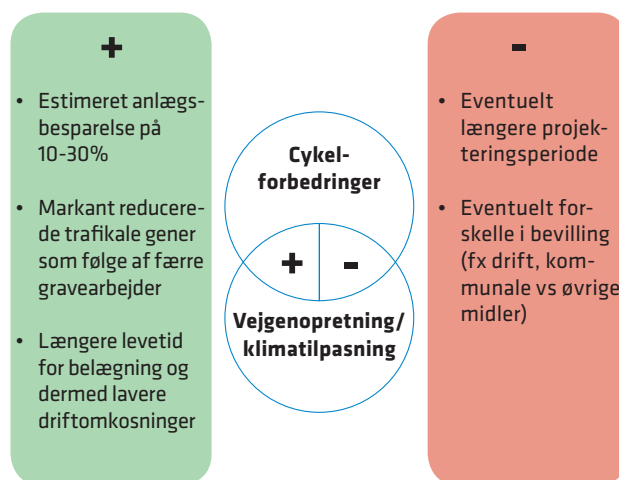 +
• Estimeret anlægs-
besparelse på
10-30%
• Markant reducere-
de trafikale gener
som følge af færre
gravearbejder
• Længere levetid
for belægning og
dermed lavere
driftomkosninger
Cykel-
forbedringer
+ -
Vejgenopretning/
klimatilpasning
-
• Eventuelt
længere projek-
teringsperiode
• Eventuelt for-
skelle i bevilling
(fx drift, kom-
munale vs øvrige
midler)